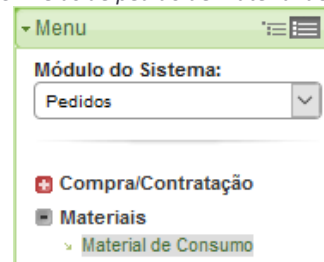 Menu
Módulo do Sistema:
Pedidos
Compra/Contratação
Materiais
Material de Consumo